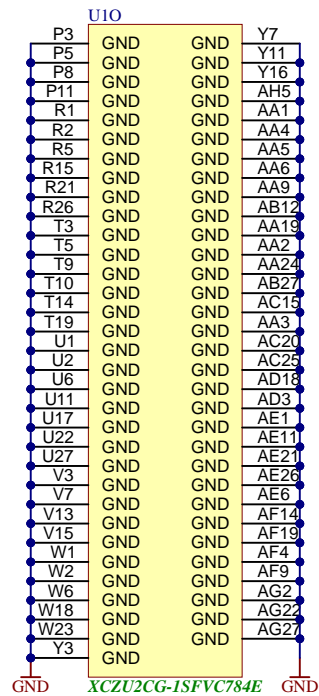 U1O
P3 GND GND Y7
P5 GND GND Y11
P8 GND GND Y16
P11 GND GND AH5
R1 GND GND AA1
R2 GND GND AA4
R5 GND GND AA5
R15 GND GND AA6
R21 GND GND AA9
R26 GND GND AB12
T3 GND GND AA19
T5 GND GND AA2
T9 GND GND AA24
T10 GND GND AB27
T14 GND GND AC15
T19 GND GND AA3
U1 GND GND AC20
U2 GND GND AC25
U6 GND GND AD18
U11 GND GND AD3
U17 GND GND AE1
U22 GND GND AE11
U27 GND GND AE21
V3 GND GND AE26
V7 GND GND AE6
V13 GND GND AF14
V15 GND GND AF19
W1 GND GND AF4
W2 GND GND AF9
W6 GND GND AG2
W18 GND GND AG22
W23 GND GND AG27
Y3 GND
GND XCZU2CG-1SFVC784E GND